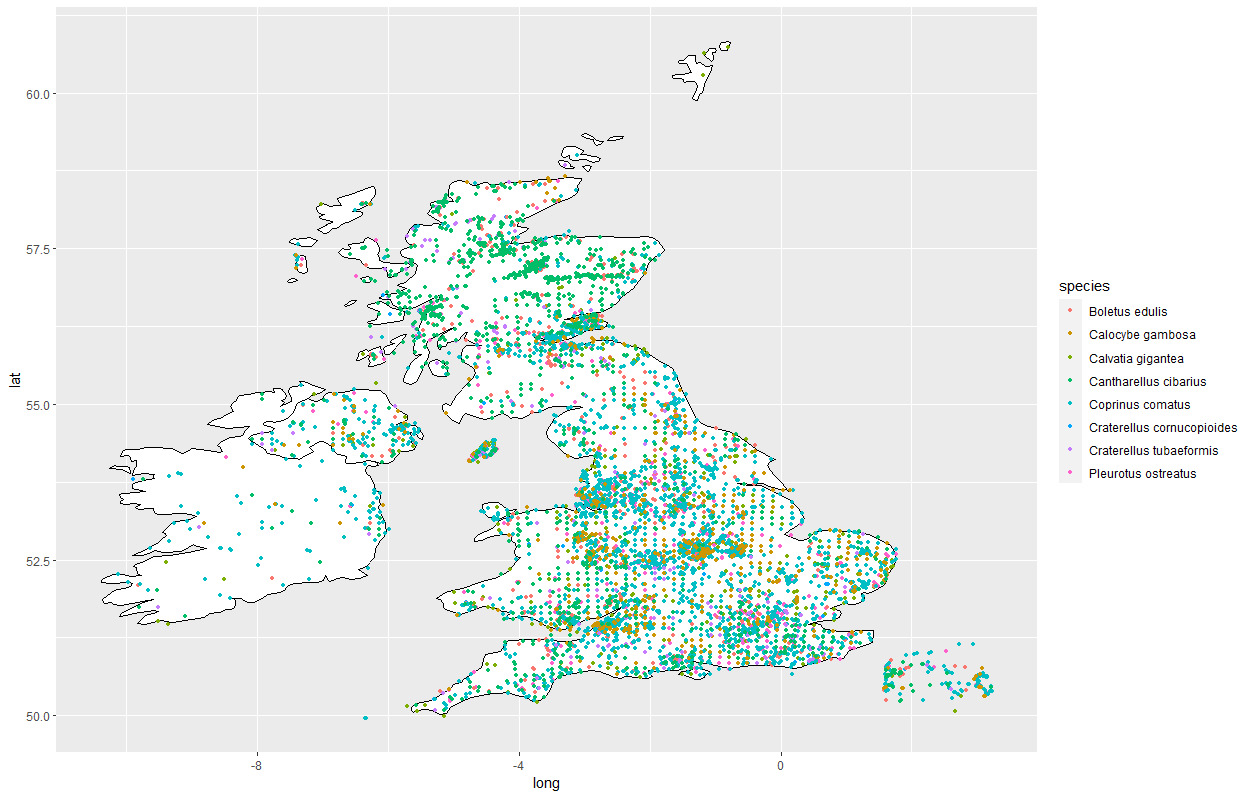 60.0
57.5
55.0
52.5
50.0
lat
-8
-4
0
long
species
Boletus edulis
Calocybe gambosa
Calvatia gigantea
Cantharellus cibarius
Coprinus comatus
Craterellus cornucopioides
Craterellus tubaeformis
Pleurotus ostreatus